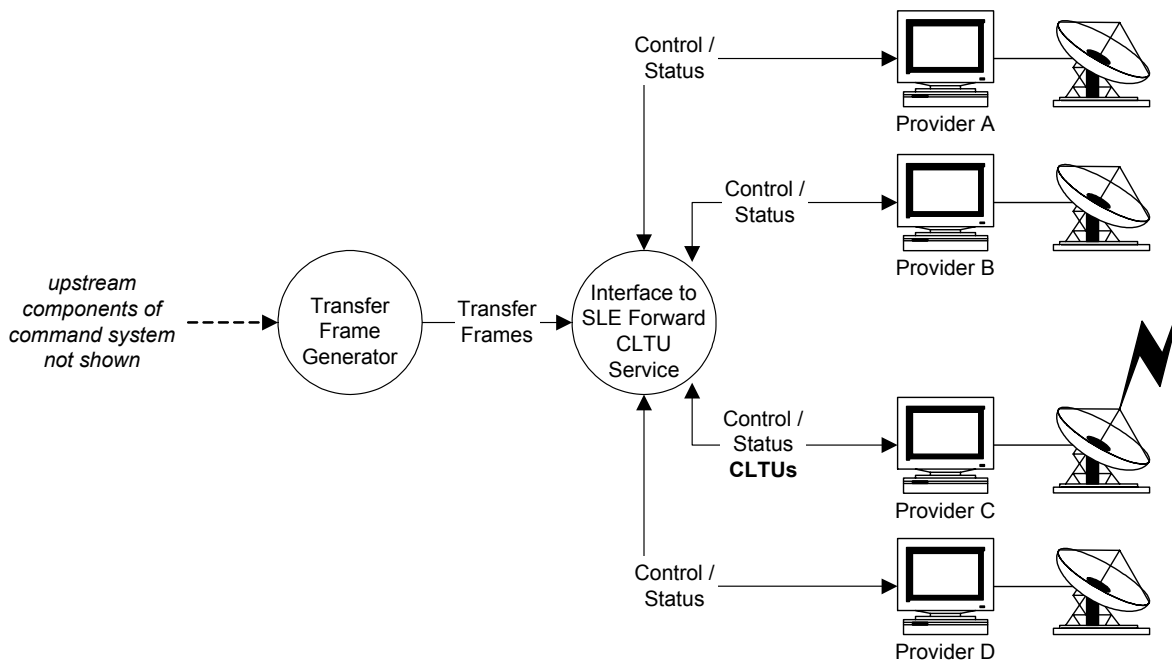 Control /
Status
Provider A
Control /
Status
Provider B
upstream
components of
command system
not shown
Transfer
Frame
Generator
Transfer
Frames
Interface to
SLE Forward
CLTU
Service
Control /
Status
CLTUs
Provider C
Control /
Status
Provider D